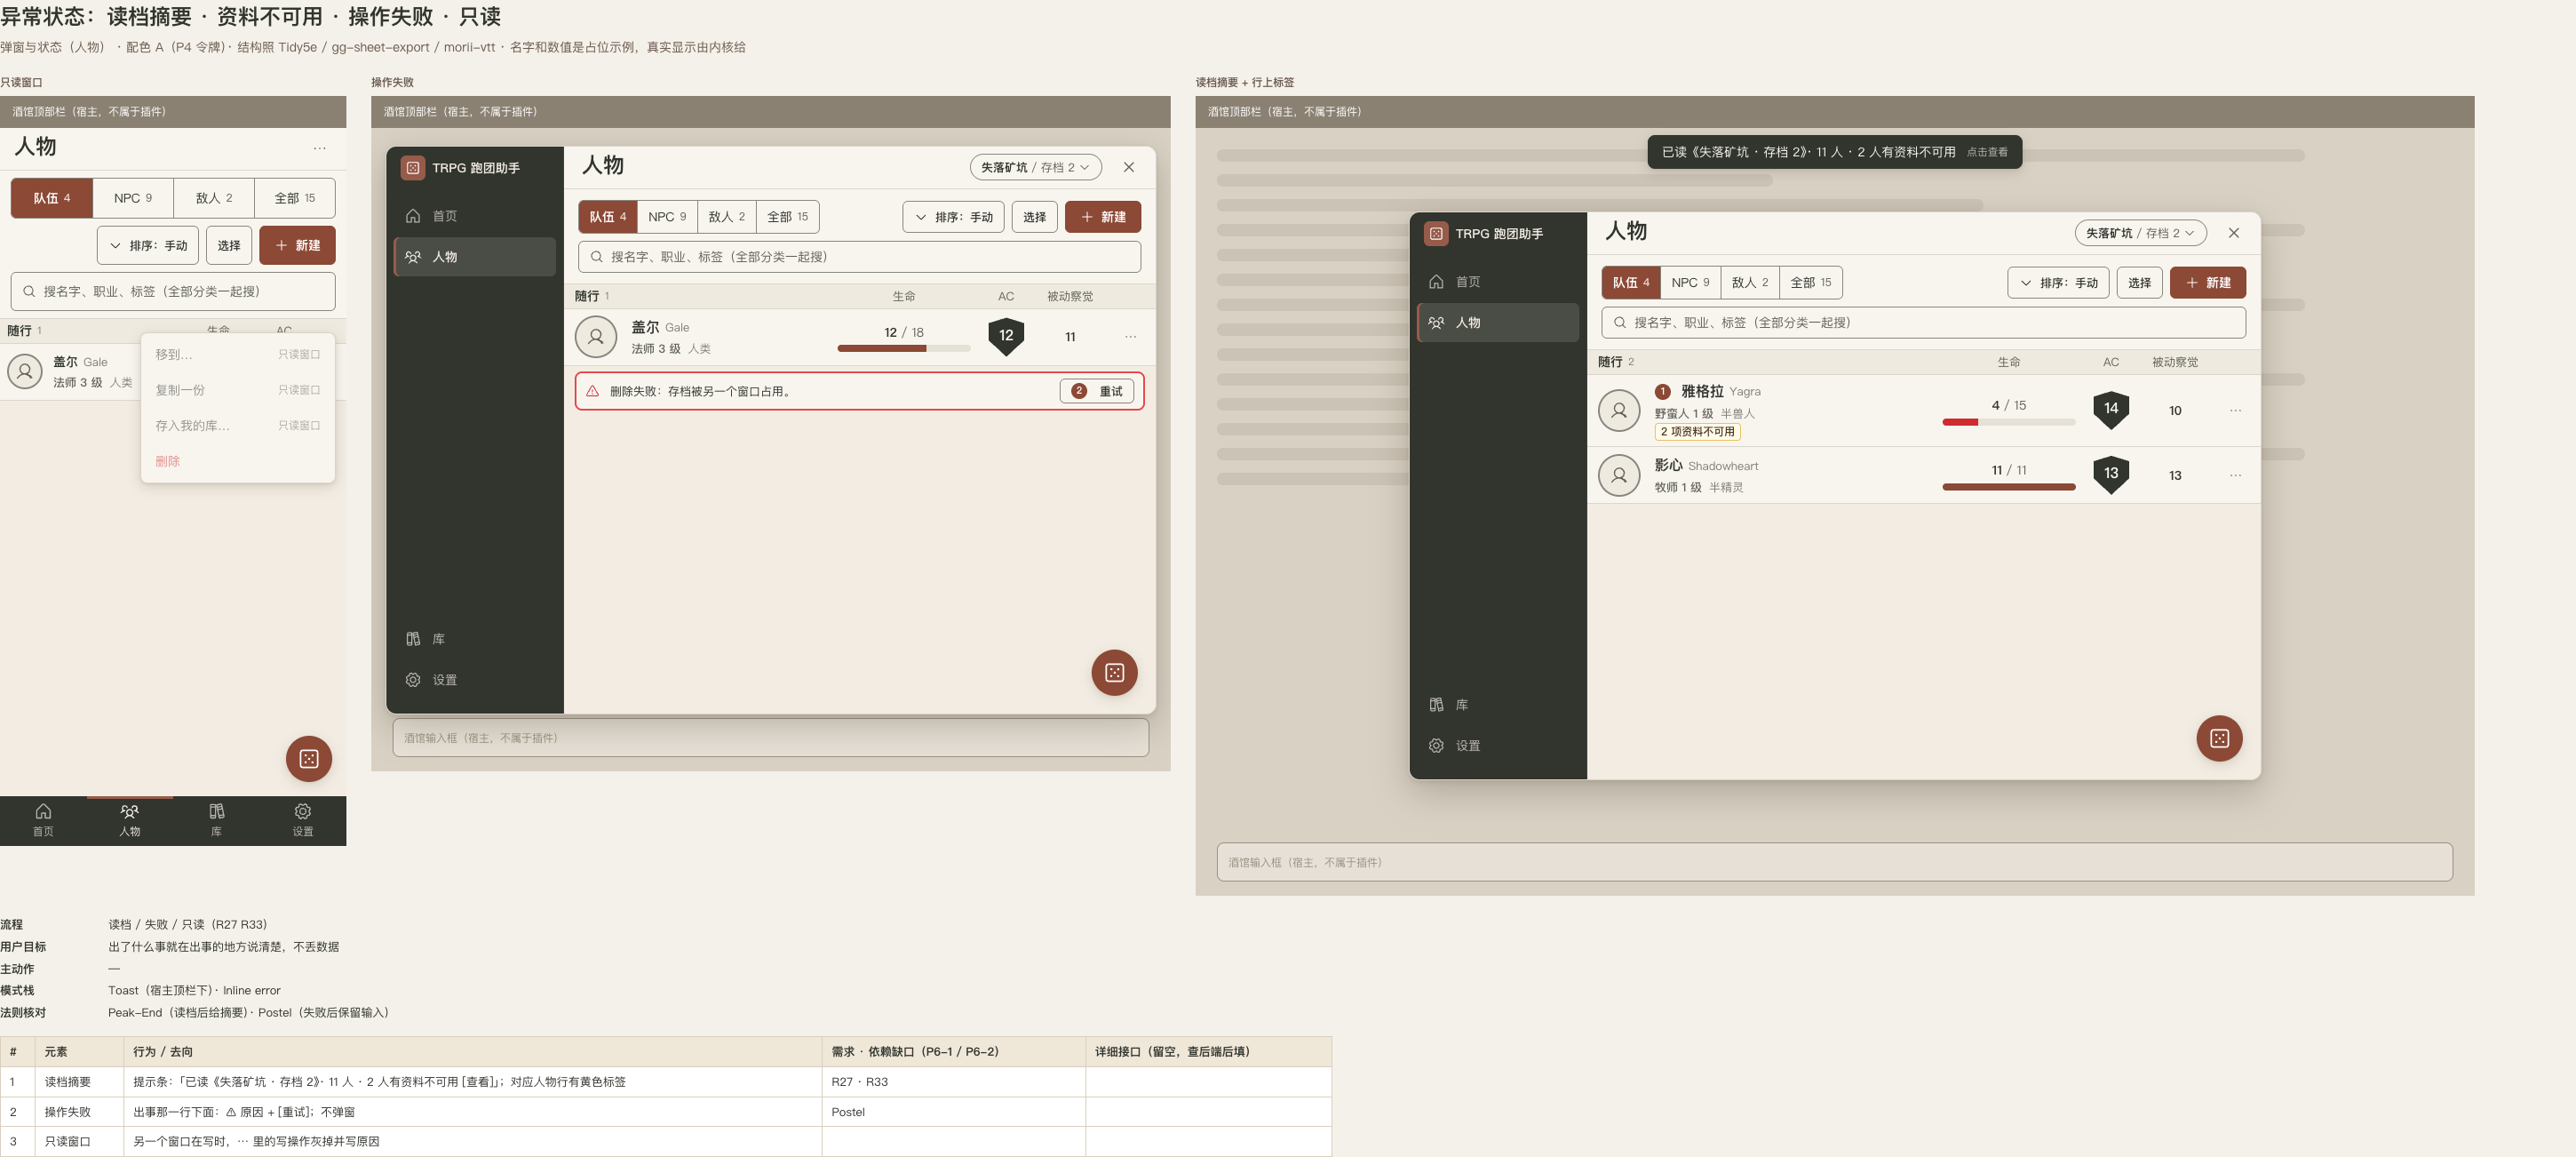 异常状态：读档摘要 · 资料不可用 · 操作失败 · 只读
弹窗与状态（人物） · 配色 A（P4 令牌）· 结构照 Tidy5e / gg-sheet-export / morii-vtt · 名字和数值是占位示例，真实显示由内核给
只读窗口
酒馆顶部栏（宿主，不属于插件）
人物
···
队伍 4
NPC 9
敌人 2
全部 15
排序：手动
选择
新建
搜名字、职业、标签（全部分类一起搜）
随行 1
生命
AC
盖尔 Gale
法师 3 级 人类
移到… 只读窗口
复制一份 只读窗口
存入我的库… 只读窗口
删除
首页
人物
库
设置
操作失败
酒馆顶部栏（宿主，不属于插件）
TRPG 跑团助手
首页
人物
库
设置
人物
失落矿坑 / 存档 2
队伍 4
NPC 9
敌人 2
全部 15
排序：手动
选择
新建
搜名字、职业、标签（全部分类一起搜）
随行 1
生命
AC
被动察觉
盖尔 Gale
法师 3 级 人类
12 / 18
12
11
···
删除失败：存档被另一个窗口占用。
2 重试
酒馆输入框（宿主，不属于插件）
读档摘要 + 行上标签
酒馆顶部栏（宿主，不属于插件）
已读《失落矿坑 · 存档 2》· 11 人 · 2 人有资料不可用 点击查看
TRPG 跑团助手
首页
人物
库
设置
人物
失落矿坑 / 存档 2
队伍 4
NPC 9
敌人 2
全部 15
排序：手动
选择
新建
搜名字、职业、标签（全部分类一起搜）
随行 2
生命
AC
被动察觉
1 雅格拉 Yagra
野蛮人 1 级 半兽人
2 项资料不可用
4 / 15
14
10
···
影心 Shadowheart
牧师 1 级 半精灵
11 / 11
13
13
···
酒馆输入框（宿主，不属于插件）
流程 读档 / 失败 / 只读（R27 R33）
用户目标 出了什么事就在出事的地方说清楚，不丢数据
主动作 —
模式栈 Toast（宿主顶栏下）· Inline error
法则核对 Peak-End（读档后给摘要）· Postel（失败后保留输入）
# 元素 行为 / 去向 需求 · 依赖缺口（P6-1 / P6-2） 详细接口（留空，查后端后填）
1 读档摘要 提示条：「已读《失落矿坑 · 存档 2》· 11 人 · 2 人有资料不可用 [查看]」；对应人物行有黄色标签 R27 · R33
2 操作失败 出事那一行下面：⚠ 原因 + [重试]；不弹窗 Postel
3 只读窗口 另一个窗口在写时，··· 里的写操作灰掉并写原因